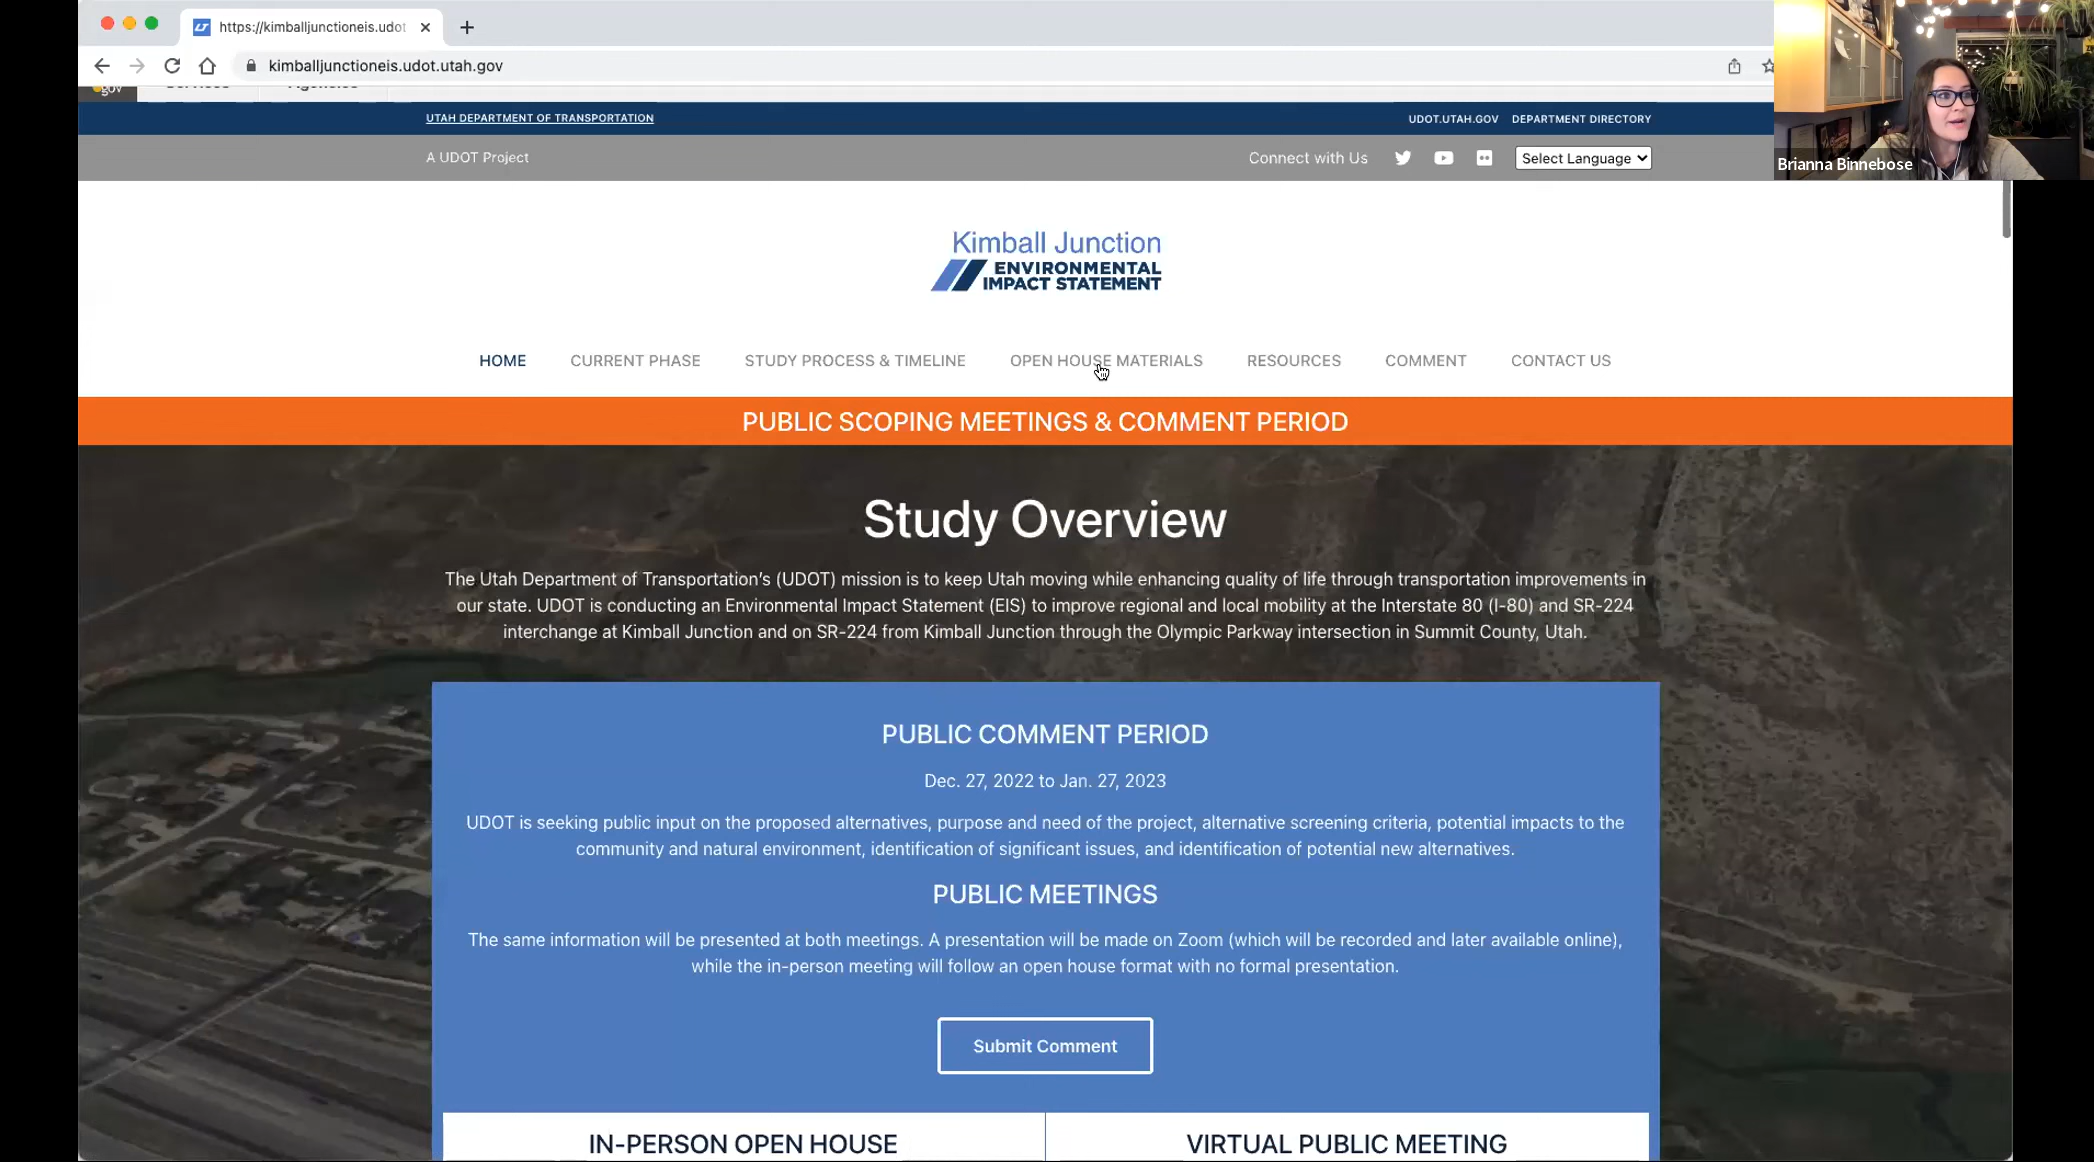 https://kimballjunctioneis.udot
kimballjunctioneis.udot.utah.gov
gov Services Agencies
UTAH DEPARTMENT OF TRANSPORTATION
UDOT.UTAH.GOV DEPARTMENT DIRECTORY
A UDOT Project
Connect with Us
Select Language
Brianna Binnebose
Kimball Junction
ENVIRONMENTAL
IMPACT STATEMENT
HOME CURRENT PHASE STUDY PROCESS & TIMELINE OPEN HOUSE MATERIALS RESOURCES COMMENT CONTACT US
PUBLIC SCOPING MEETINGS & COMMENT PERIOD
Study Overview
The Utah Department of Transportation's (UDOT) mission is to keep Utah moving while enhancing quality of life through transportation improvements in
our state. UDOT is conducting an Environmental Impact Statement (EIS) to improve regional and local mobility at the Interstate 80 (I-80) and SR-224
interchange at Kimball Junction and on SR-224 from Kimball Junction through the Olympic Parkway intersection in Summit County, Utah.
PUBLIC COMMENT PERIOD
Dec. 27, 2022 to Jan. 27, 2023
UDOT is seeking public input on the proposed alternatives, purpose and need of the project, alternative screening criteria, potential impacts to the
community and natural environment, identification of significant issues, and identification of potential new alternatives.
PUBLIC MEETINGS
The same information will be presented at both meetings. A presentation will be made on Zoom (which will be recorded and later available online),
while the in-person meeting will follow an open house format with no formal presentation.
Submit Comment
IN-PERSON OPEN HOUSE
VIRTUAL PUBLIC MEETING